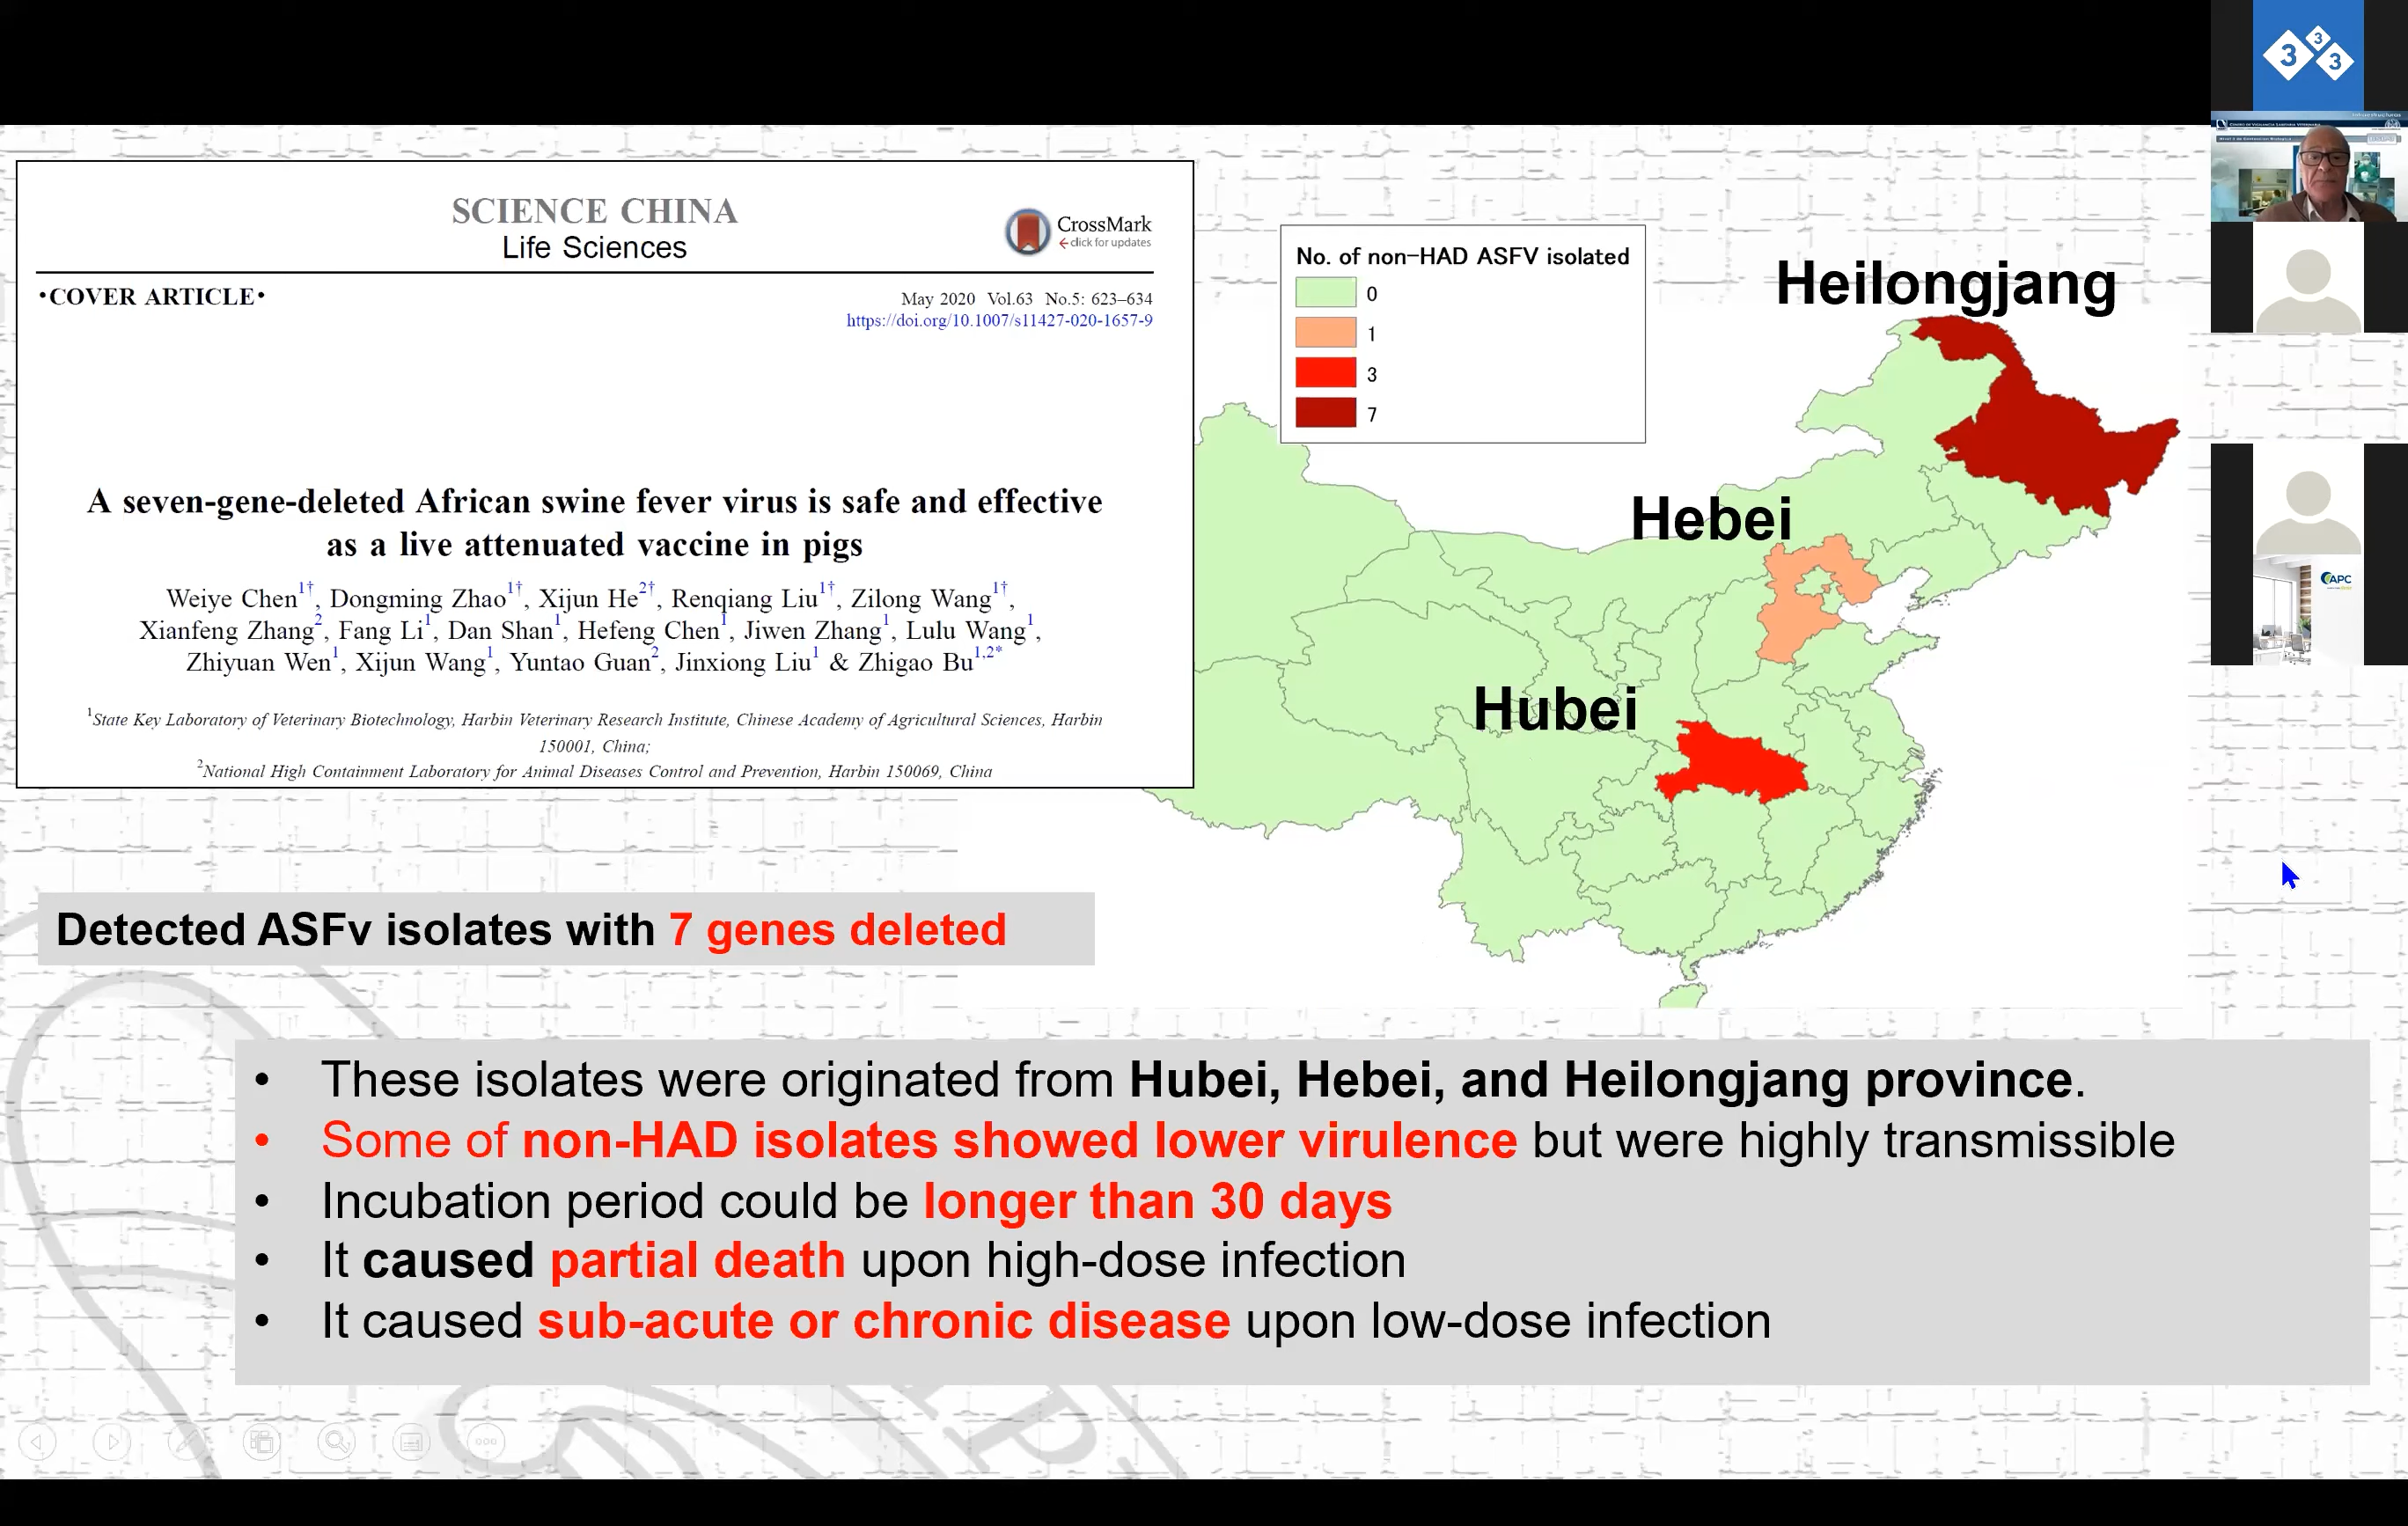 SCIENCE CHINA
Life Sciences
CrossMark
click for updates
•COVER ARTICLE•
May 2020 Vol.63 No.5: 623–634
https://doi.org/10.1007/s11427-020-1657-9
A seven-gene-deleted African swine fever virus is safe and effective
as a live attenuated vaccine in pigs
Weiye Chen1†, Dongming Zhao1†, Xijun He2†, Renqiang Liu1†, Zilong Wang1†,
Xianfeng Zhang2, Fang Li1, Dan Shan1, Hefeng Chen1, Jiwen Zhang1, Lulu Wang1,
Zhiyuan Wen1, Xijun Wang1, Yuntao Guan2, Jinxiong Liu1 & Zhigao Bu1,2*
1State Key Laboratory of Veterinary Biotechnology, Harbin Veterinary Research Institute, Chinese Academy of Agricultural Sciences, Harbin
150001, China;
2National High Containment Laboratory for Animal Diseases Control and Prevention, Harbin 150069, China
No. of non-HAD ASFV isolated
0
1
3
7
Heilongjang
Hebei
Hubei
Detected ASFv isolates with 7 genes deleted
• These isolates were originated from Hubei, Hebei, and Heilongjang province.
• Some of non-HAD isolates showed lower virulence but were highly transmissible
• Incubation period could be longer than 30 days
• It caused partial death upon high-dose infection
• It caused sub-acute or chronic disease upon low-dose infection
3 3 3
APC